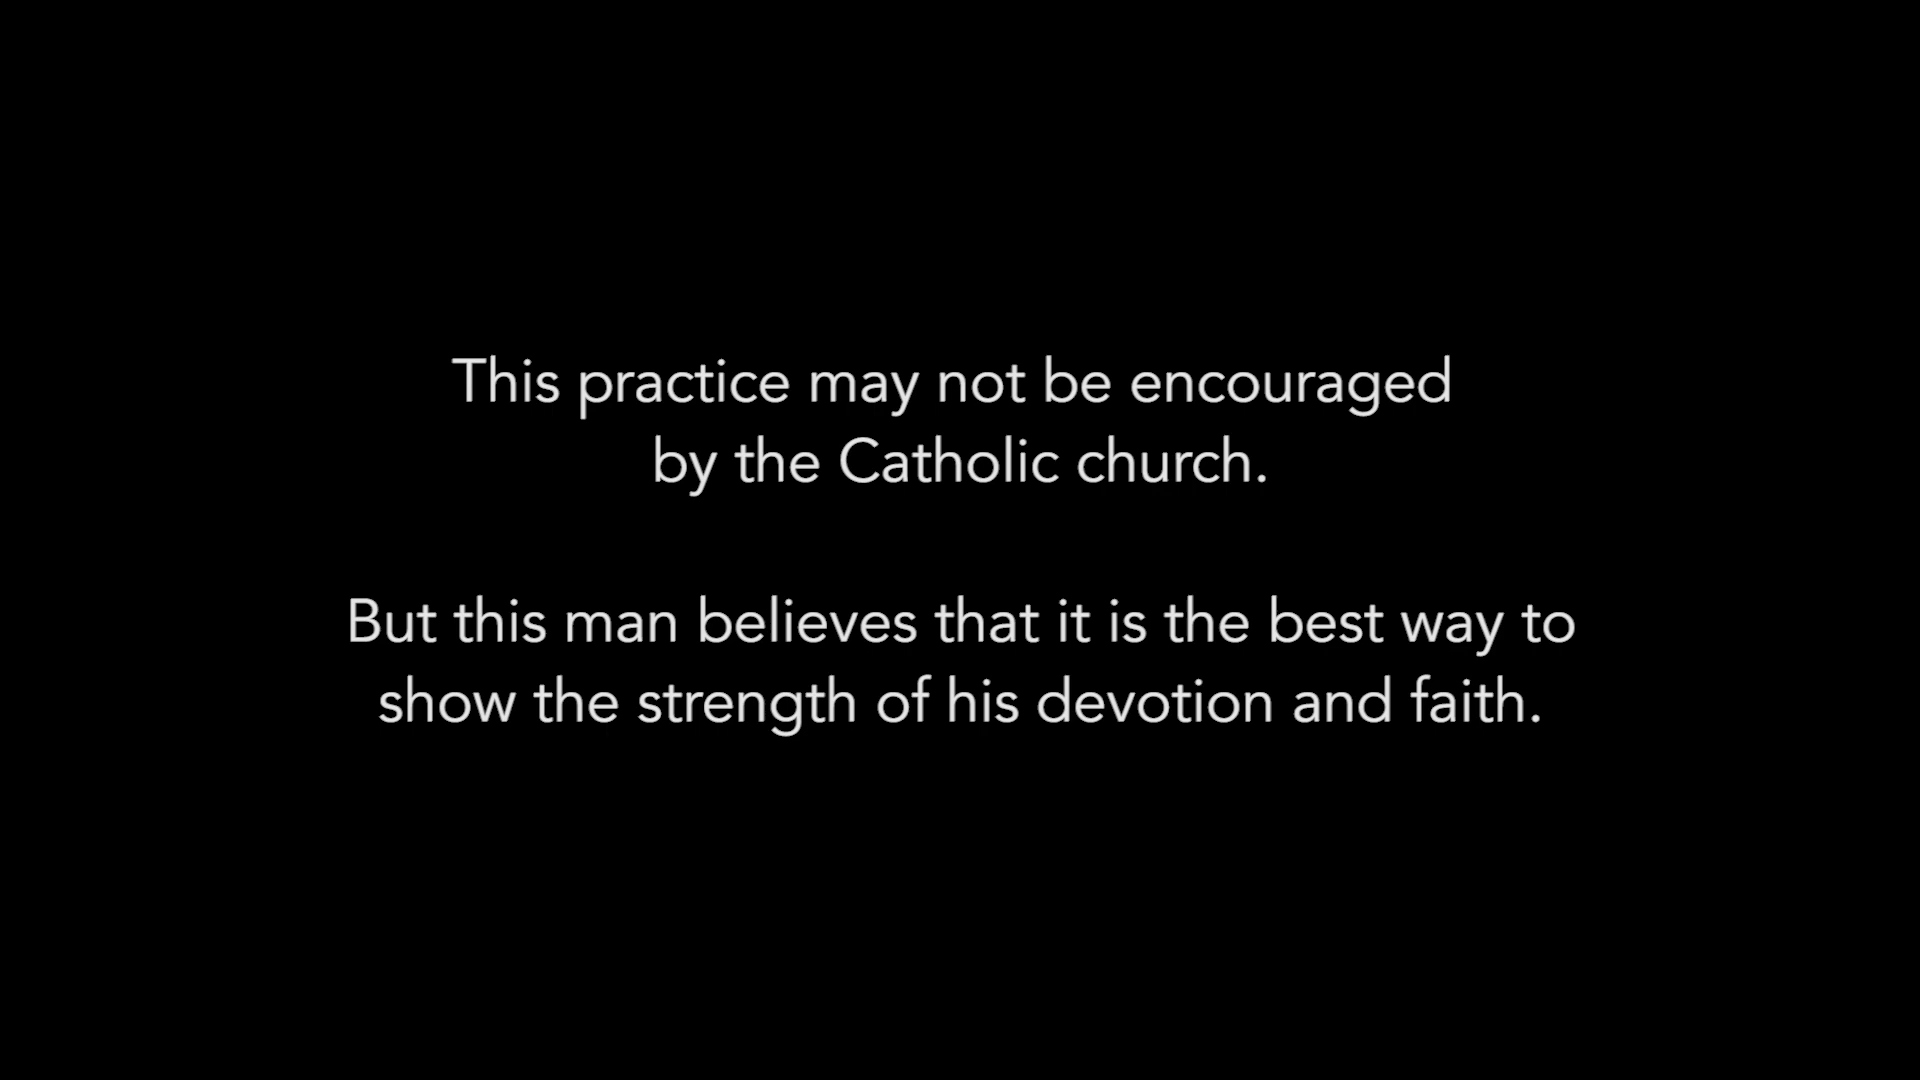 This practice may not be encouraged
by the Catholic church.
But this man believes that it is the best way to
show the strength of his devotion and faith.